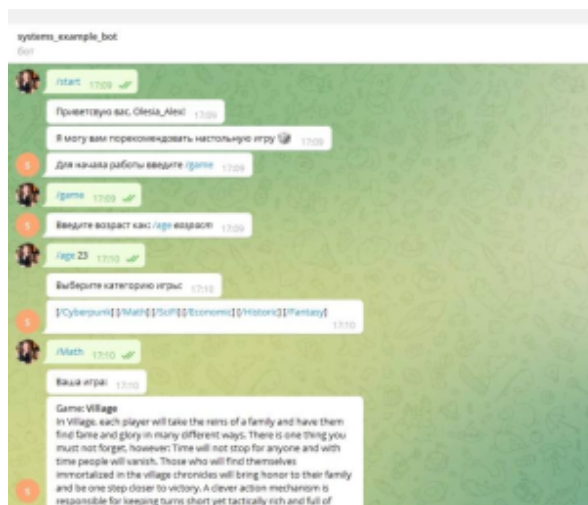 systems_example_bot
бот
/start 17:09
Приветсвую вас, Olesia_Alex! 17:09
Я могу вам порекомендовать настольную игру 🎲 17:09
Для начала работы введите /game 17:09
/game 17:09
Введите возраст как: /age возраст 17:09
/age 23 17:10
Выберите категорию игры: 17:10
[/Cyberpunk][/Math][/SciFi][/Economic][/Historic][/Fantasy]
17:10
/Math 17:10
Ваша игра: 17:10
Game: Village
In Village, each player will take the reins of a family and have them
find fame and glory in many different ways. There is one thing you
must not forget, however: Time will not stop for anyone and with
time people will vanish. Those who will find themselves
immortalized in the village chronicles will bring honor to their family
and be one step closer to victory. A clever action mechanism is
responsible for keeping turns short yet tactically rich and full of